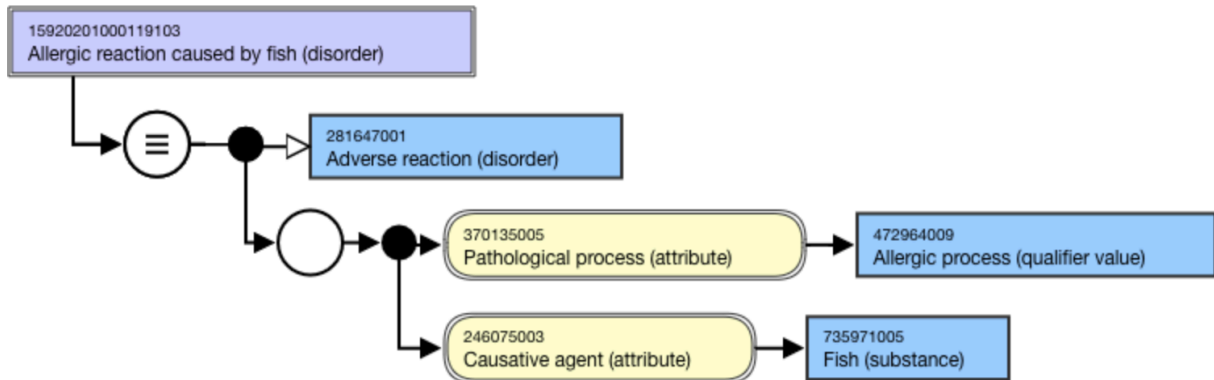 15920201000119103
Allergic reaction caused by fish (disorder)
281647001
Adverse reaction (disorder)
370135005
Pathological process (attribute)
472964009
Allergic process (qualifier value)
246075003
Causative agent (attribute)
735971005
Fish (substance)